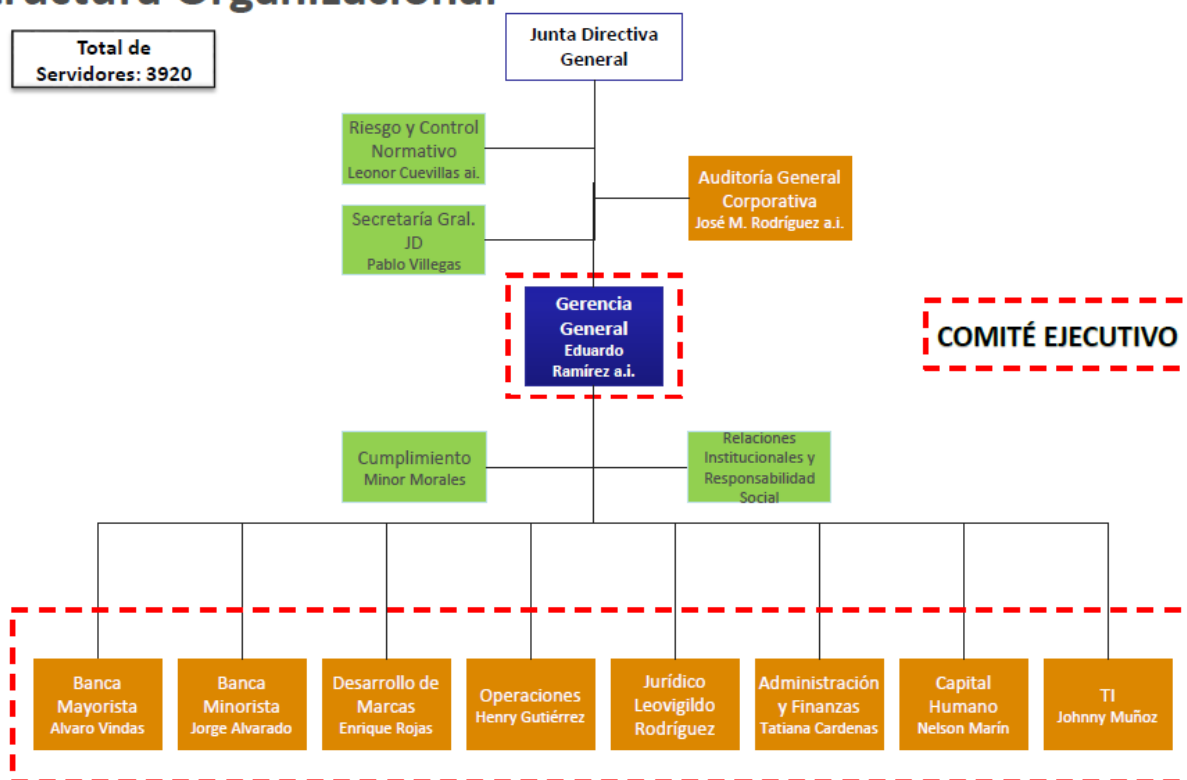 Estructura Organizacional
Total de
Servidores: 3920
Junta Directiva
General
Riesgo y Control
Normativo
Leonor Cuevillas ai.
Auditoría General
Corporativa
José M. Rodríguez a.i.
Secretaría Gral.
JD
Pablo Villegas
Gerencia
General
Eduardo
Ramírez a.i.
COMITÉ EJECUTIVO
Cumplimiento
Minor Morales
Relaciones
Institucionales y
Responsabilidad
Social
Banca
Mayorista
Alvaro Vindas
Banca
Minorista
Jorge Alvarado
Desarrollo de
Marcas
Enrique Rojas
Operaciones
Henry Gutiérrez
Jurídico
Leovigildo
Rodríguez
Administración
y Finanzas
Tatiana Cardenas
Capital
Humano
Nelson Marín
TI
Johnny Muñoz